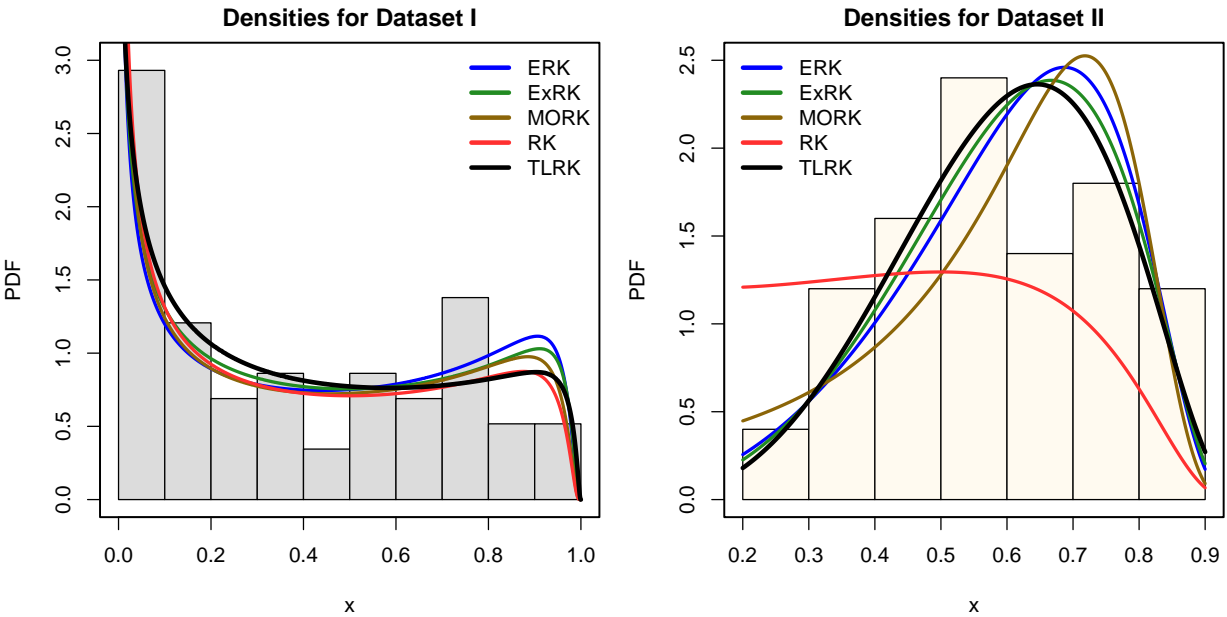 Densities for Dataset I
PDF
3.0
2.5
2.0
1.5
1.0
0.5
0.0
ERK
ExRK
MORK
RK
TLRK
0.0 0.2 0.4 0.6 0.8 1.0
x
Densities for Dataset II
PDF
2.5
2.0
1.5
1.0
0.5
0.0
ERK
ExRK
MORK
RK
TLRK
0.2 0.3 0.4 0.5 0.6 0.7 0.8 0.9
x